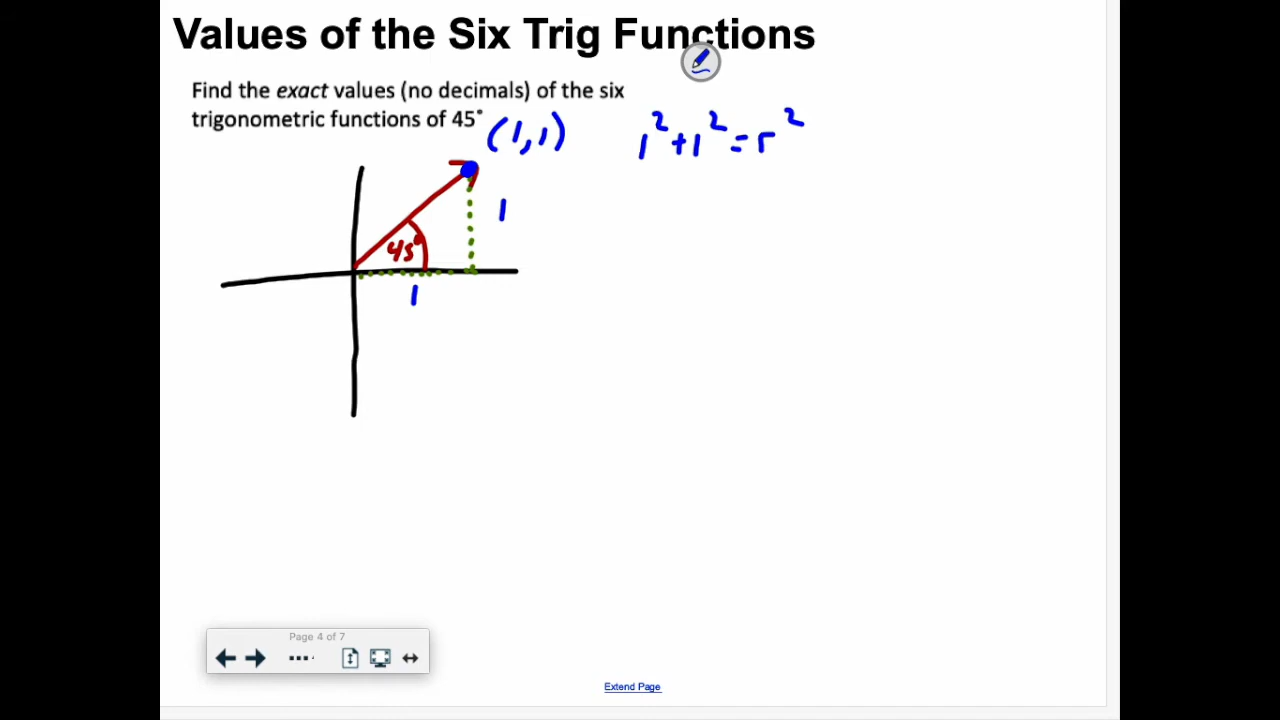 Values of the Six Trig Functions
Find the exact values (no decimals) of the six
trigonometric functions of 45°
(1,1)
1² + 1² = r²
1
45°
1
Page 4 of 7
Extend Page